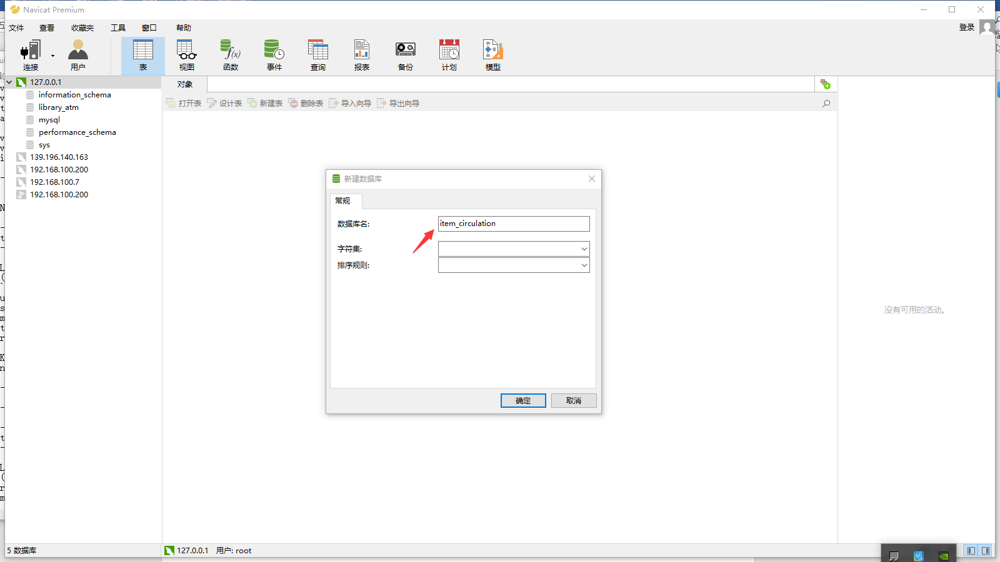 Navicat Premium
文件 查看 收藏夹 工具 窗口 帮助 登录
连接 用户 表 视图 函数 事件 查询 报表 备份 计划 模型
127.0.0.1
information_schema
library_atm
mysql
performance_schema
sys
139.196.140.163
192.168.100.200
192.168.100.7
192.168.100.200
对象
打开表 设计表 新建表 删除表 导入向导 导出向导
新建数据库
常规
数据库名: item_circulation
字符集:
排序规则:
确定 取消
没有可用的活动。
5 数据库 127.0.0.1 用户: root